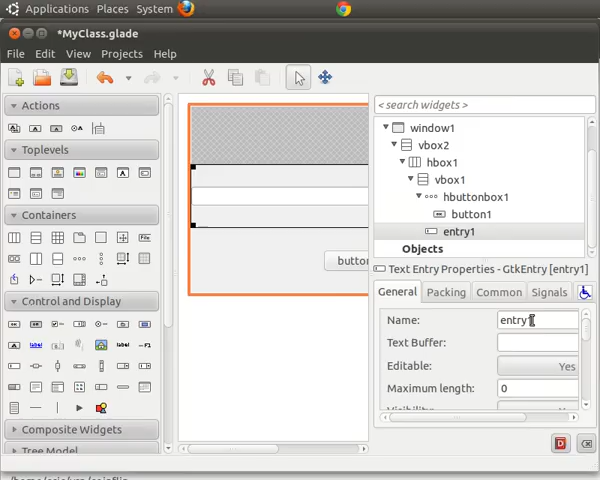 Applications Places System
*MyClass.glade
File Edit View Projects Help
Actions
Toplevels
Containers
Control and Display
Composite Widgets
Tree Model
button
< search widgets >
window1
vbox2
hbox1
vbox1
hbuttonbox1
button1
entry1
Objects
Text Entry Properties - GtkEntry [entry1]
General Packing Common Signals
Name: entry
Text Buffer:
Editable: Yes
Maximum length: 0